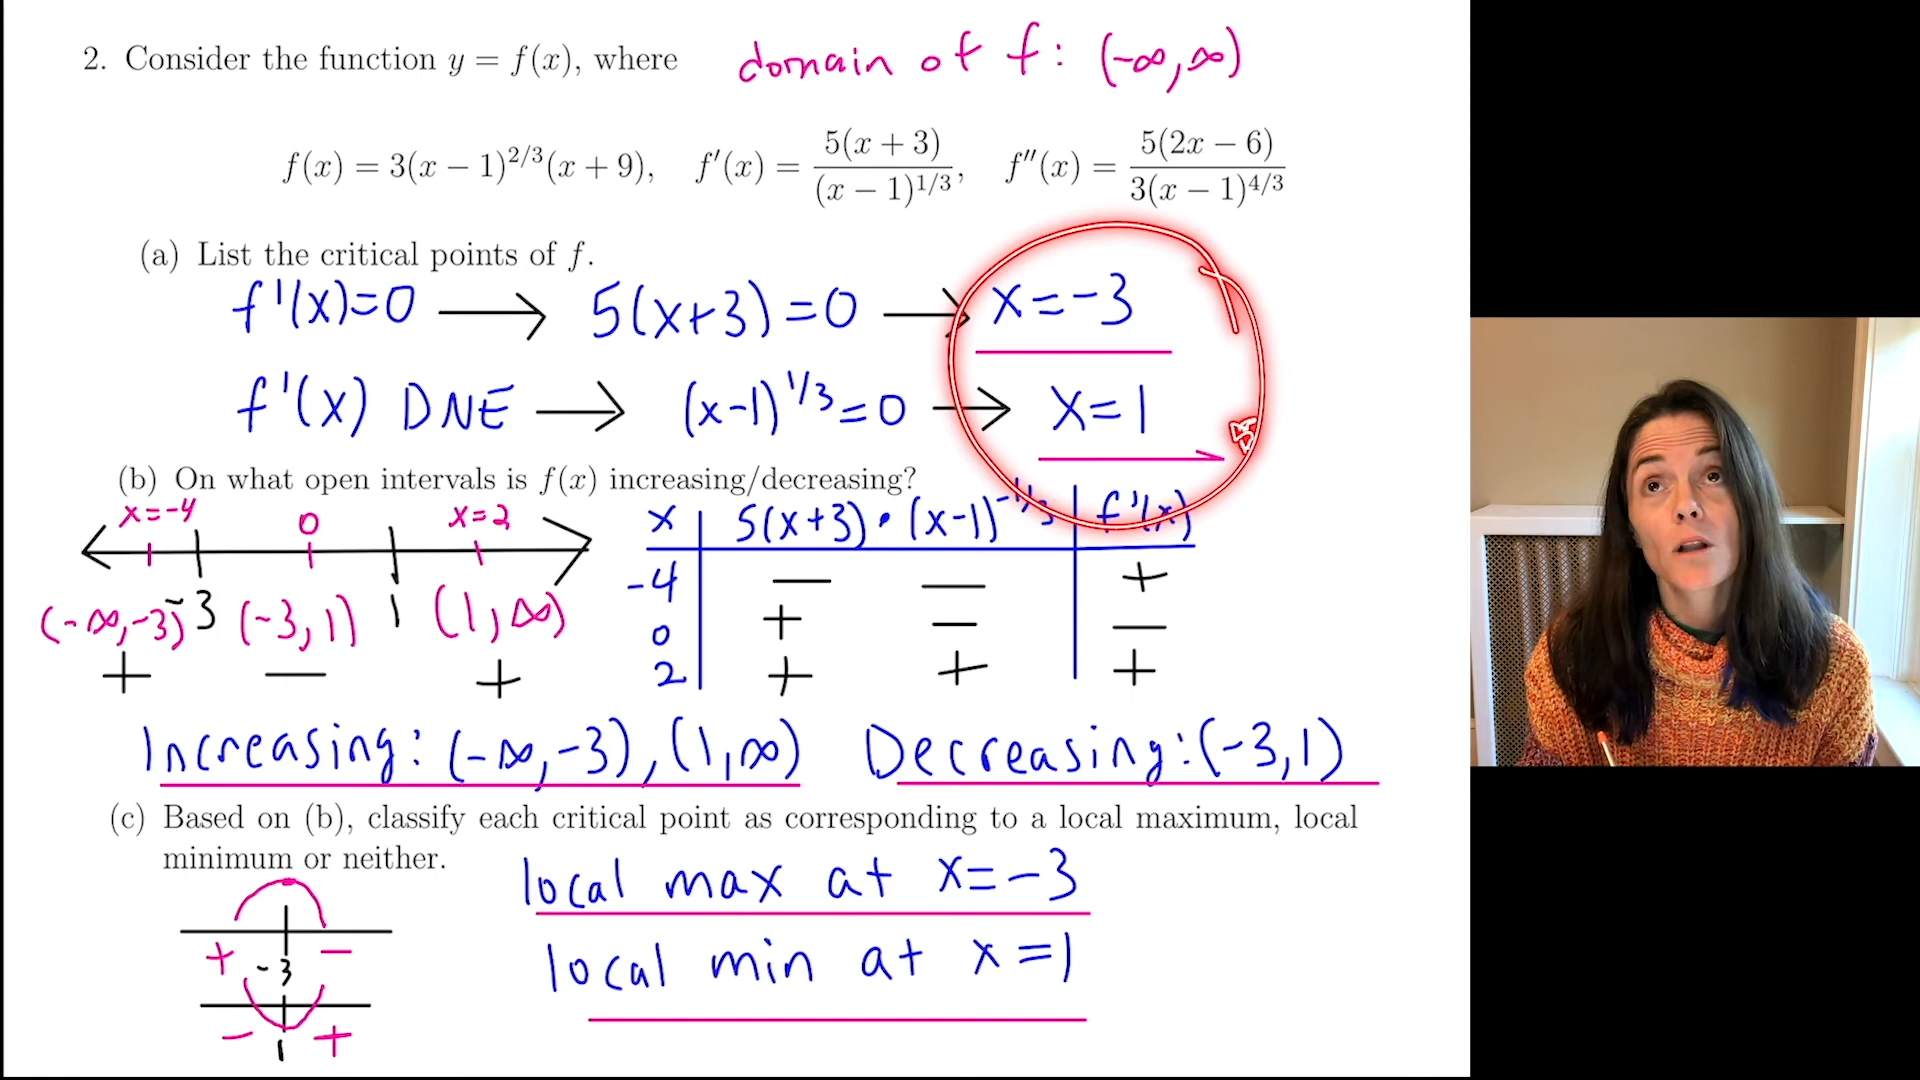 2. Consider the function y = f(x), where domain of f: (-∞,∞)
f(x) = 3(x − 1)^{2/3}(x + 9), f′(x) = 5(x + 3)/(x − 1)^{1/3}, f″(x) = 5(2x − 6)/3(x − 1)^{4/3}
(a) List the critical points of f.
f'(x)=0 → 5(x+3)=0 → x=-3
f'(x) DNE → (x-1)^{1/3}=0 → x=1
(b) On what open intervals is f(x) increasing/decreasing?
x=-4 0 x=2
-3 1
(-∞,-3) (-3,1) (1,∞)
+ − +
x 5(x+3) • (x-1)^{-1/3} f'(x)
-4 − − +
0 + − −
2 + + +
Increasing: (-∞,-3), (1,∞) Decreasing: (-3,1)
(c) Based on (b), classify each critical point as corresponding to a local maximum, local
minimum or neither.
local max at x=-3
+ -3 −
local min at x=1
− 1 +